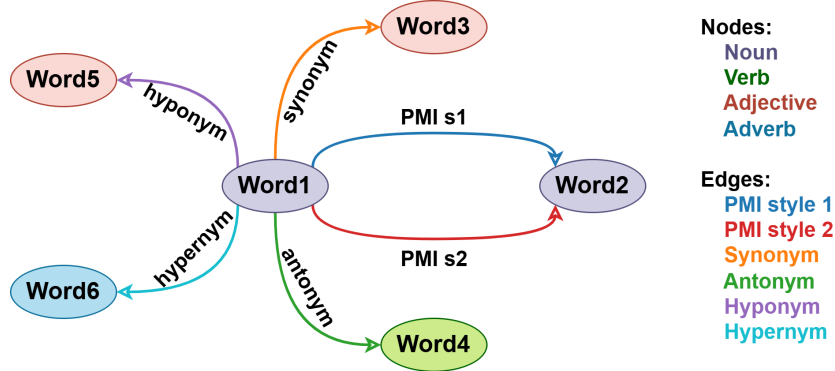 Word3
Word5
synonym
hyponym
PMI s1
Word1
Word2
hypernym
antonym
PMI s2
Word6
Word4
Nodes:
Noun
Verb
Adjective
Adverb
Edges:
PMI style 1
PMI style 2
Synonym
Antonym
Hyponym
Hypernym